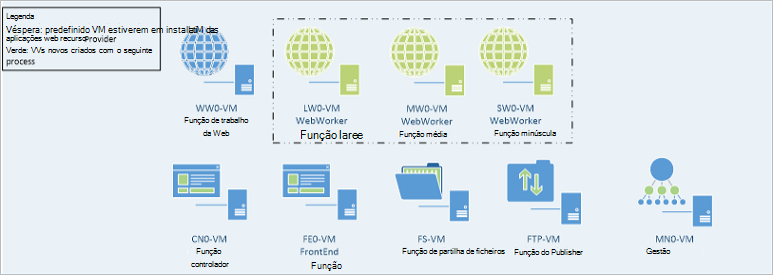 Legenda
Véspera: predefinido VM estiverem em instalar das
aplicações web recurso Provider
Verde: VVs novos criados com o seguinte
process
WW0-VM
Função de trabalho
da Web
LW0-VM
WebWorker
Função laree
MW0-VM
WebWorker
Função média
SW0-VM
WebWorker
Função minúscula
CN0-VM
Função
controlador
FE0-VM
FrontEnd
Função
FS-VM
Função de partilha de ficheiros
FTP-VM
Função do Publisher
MN0-VM
Gestão